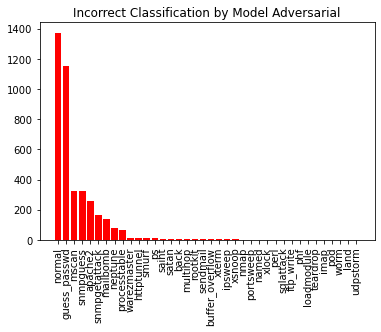 Incorrect Classification by Model Adversarial
1400
1200
1000
800
600
400
200
0
normal
guess_passwd
mscan
snmpguess
apache2
snmpgetattack
mailbomb
neptune
processtable
warezmaster
httptunnel
smurf
ps
saint
satan
back
multihop
rootkit
sendmail
buffer_overflow
xterm
ipsweep
xsnoop
nmap
portsweep
named
xlock
perl
sqlattack
ftp_write
phf
loadmodule
teardrop
imap
pod
worm
land
udpstorm